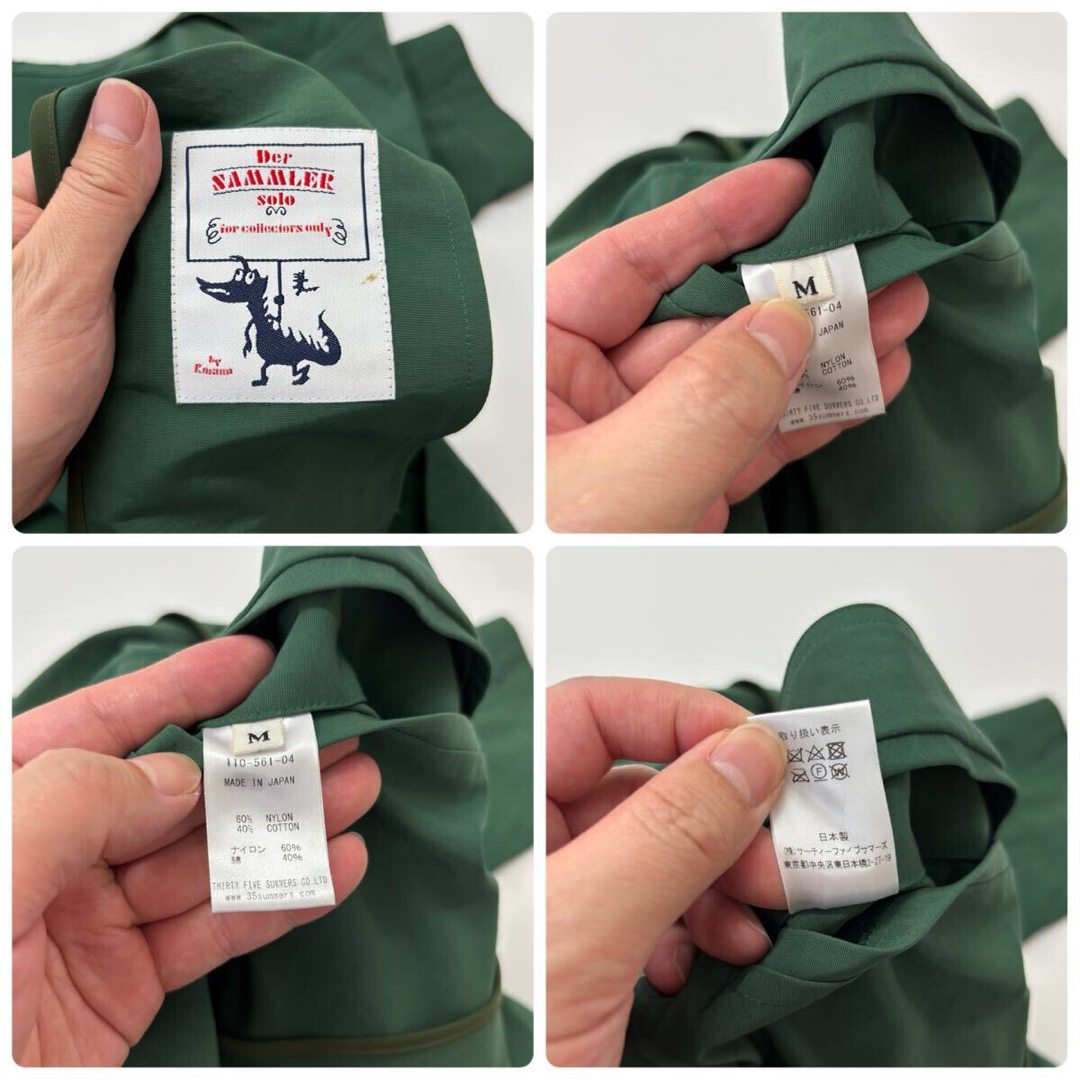 Der
SAMMLER
solo
for collectors only
by
M
561-04
JAPAN
NYLON
COTTON
60%
40%
THIRTY FIVE SUMMERS CO.LTD
www.35summers.com
M
110-561-04
MADE IN JAPAN
60% NYLON
40% COTTON
ナイロン 60%
綿 40%
THIRTY FIVE SUMMERS CO.LTD
www.35summers.com
取り扱い表示
F
W
日本製
(株)サーティーファイブサマーズ
東京都中央区東日本橋2-27-19